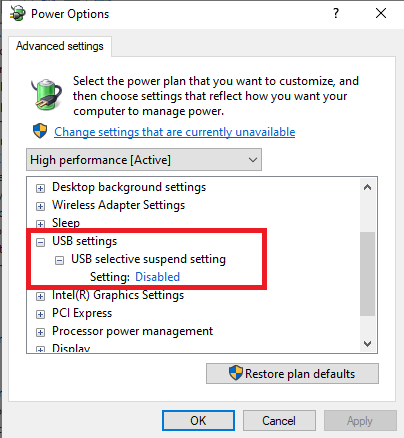 Power Options
Advanced settings
Select the power plan that you want to customize, and
then choose settings that reflect how you want your
computer to manage power.
Change settings that are currently unavailable
High performance [Active]
Desktop background settings
Wireless Adapter Settings
Sleep
USB settings
USB selective suspend setting
Setting: Disabled
Intel(R) Graphics Settings
PCI Express
Processor power management
Display
Restore plan defaults
OK Cancel Apply